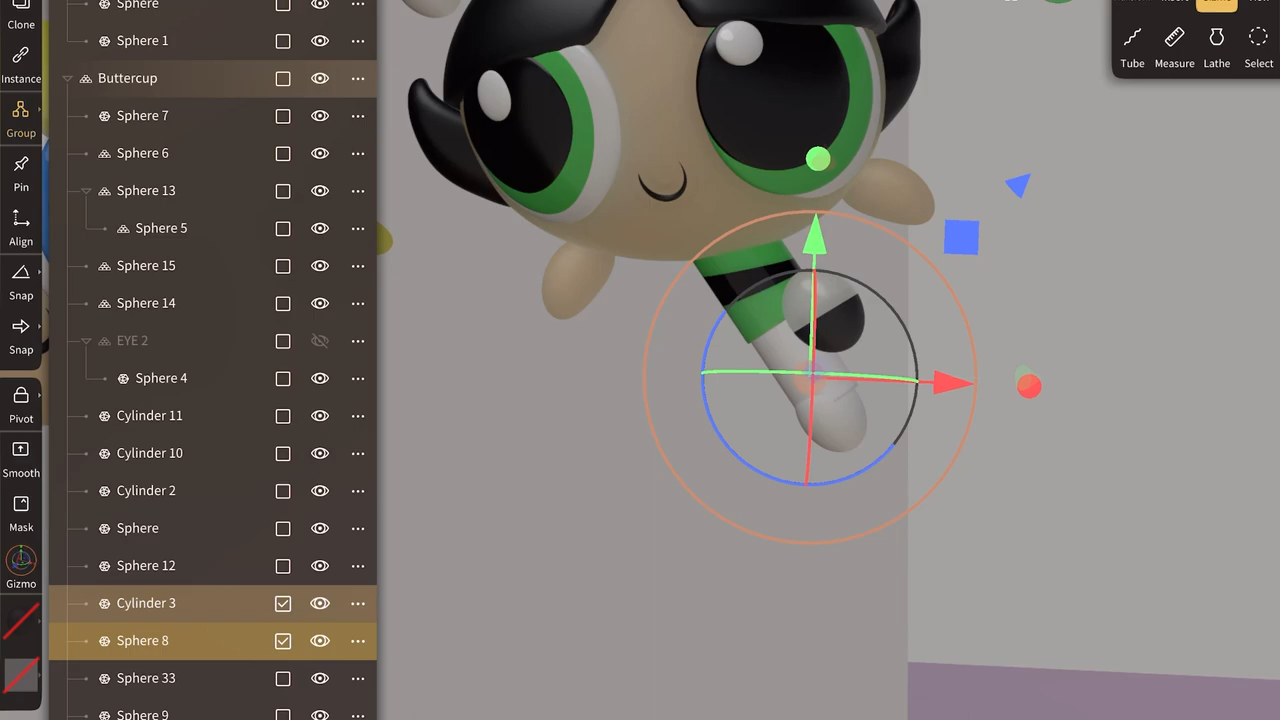 Clone
Instance
Group
Pin
Align
Snap
Snap
Pivot
Smooth
Mask
Gizmo
Sphere
Sphere 1
Buttercup
Sphere 7
Sphere 6
Sphere 13
Sphere 5
Sphere 15
Sphere 14
EYE 2
Sphere 4
Cylinder 11
Cylinder 10
Cylinder 2
Sphere
Sphere 12
Cylinder 3
Sphere 8
Sphere 33
Sphere 9
Tube
Measure
Lathe
Select